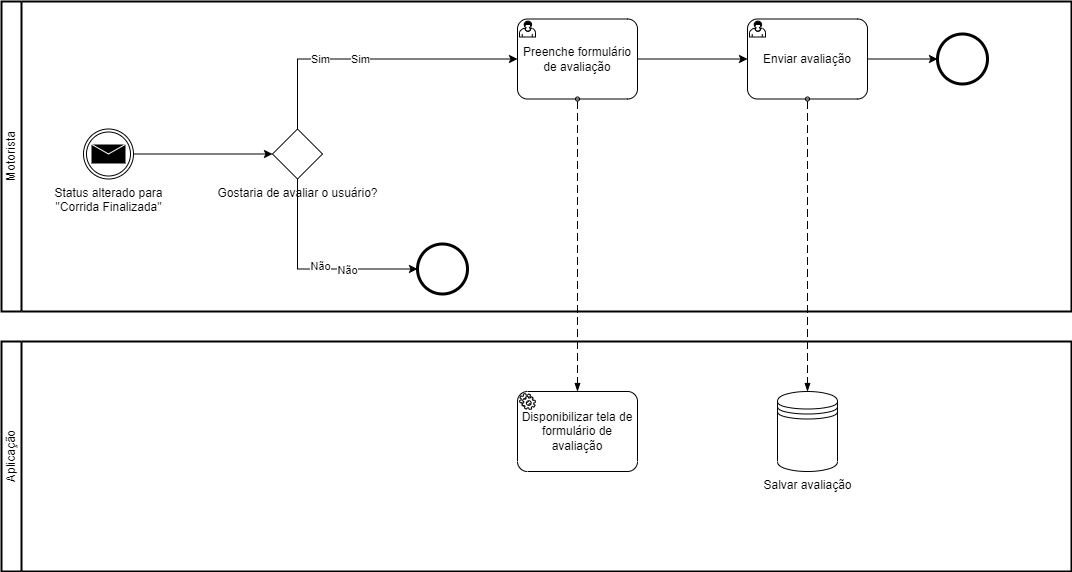 Motorista
Sim
Sim
Preenche formulário
de avaliação
Enviar avaliação
Status alterado para
"Corrida Finalizada"
Gostaria de avaliar o usuário?
Não
Não
Aplicação
Disponibilizar tela de
formulário de
avaliação
Salvar avaliação